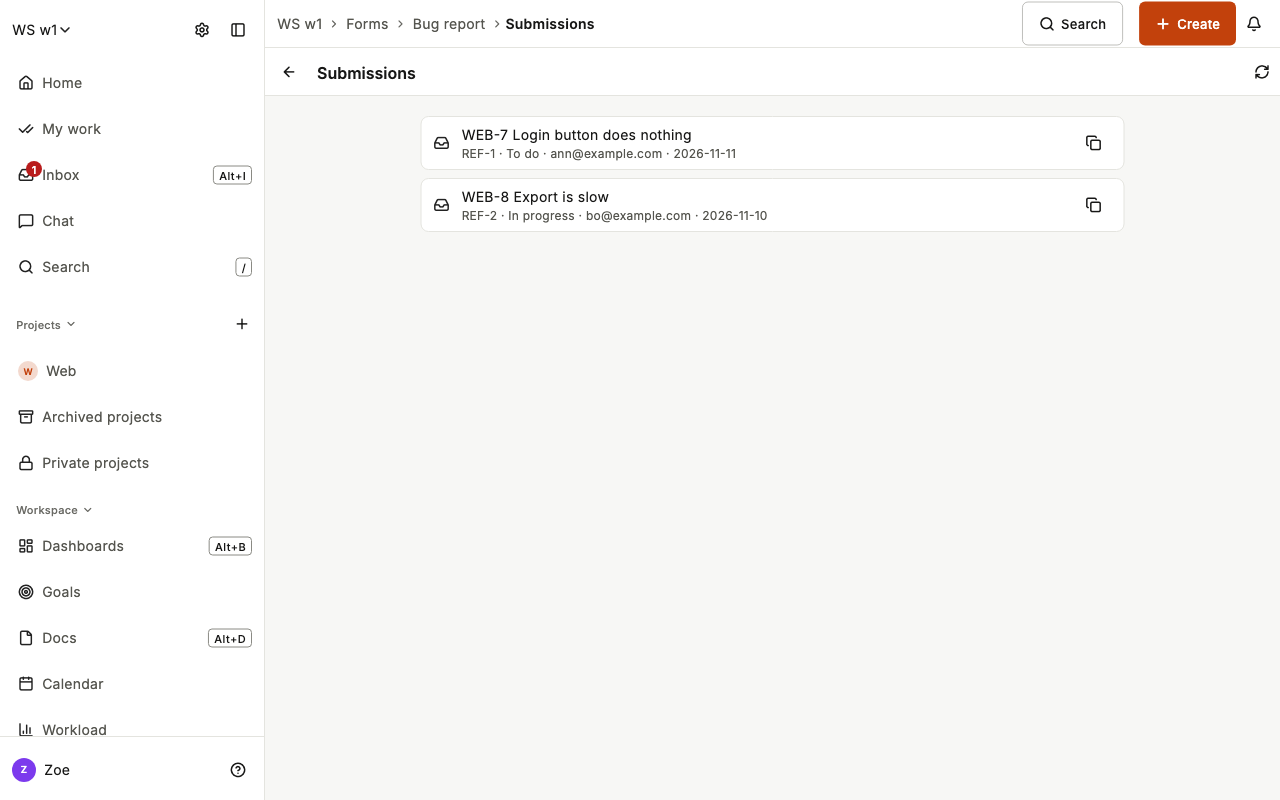 WS w1
Home
My work
1
Inbox
Alt+I
Chat
Search
/
Projects
W
Web
Archived projects
Private projects
Workspace
Dashboards
Alt+B
Goals
Docs
Alt+D
Calendar
Workload
Z
Zoe
WS w1 > Forms > Bug report > Submissions
Search
Create
Submissions
WEB-7 Login button does nothing
REF-1 · To do · ann@example.com · 2026-11-11
WEB-8 Export is slow
REF-2 · In progress · bo@example.com · 2026-11-10